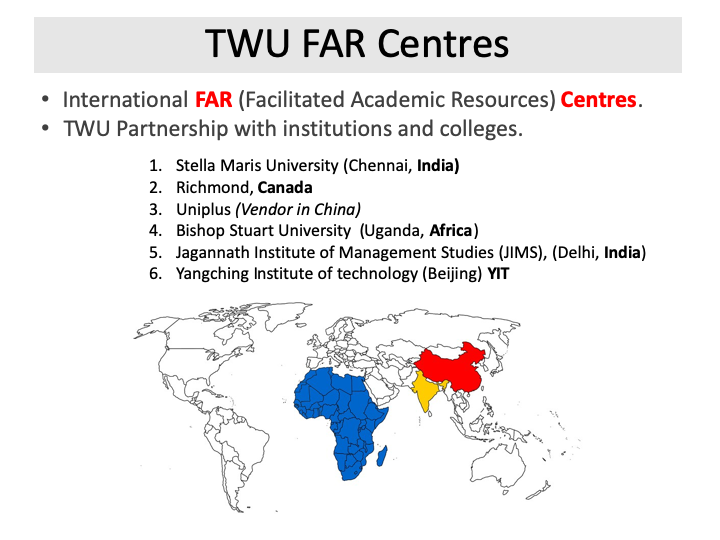 TWU FAR Centres
• International FAR (Facilitated Academic Resources) Centres.
• TWU Partnership with institutions and colleges.
1. Stella Maris University (Chennai, India)
2. Richmond, Canada
3. Uniplus (Vendor in China)
4. Bishop Stuart University (Uganda, Africa)
5. Jagannath Institute of Management Studies (JIMS), (Delhi, India)
6. Yangching Institute of technology (Beijing) YIT